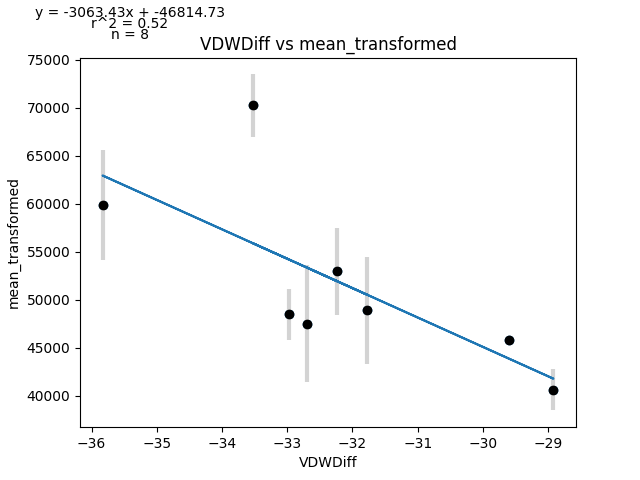 y = -3063.43x + -46814.73
r^2 = 0.52
n = 8
VDWDiff vs mean_transformed
75000
70000
65000
60000
55000
50000
45000
40000
mean_transformed
−36 −35 −34 −33 −32 −31 −30 −29
VDWDiff